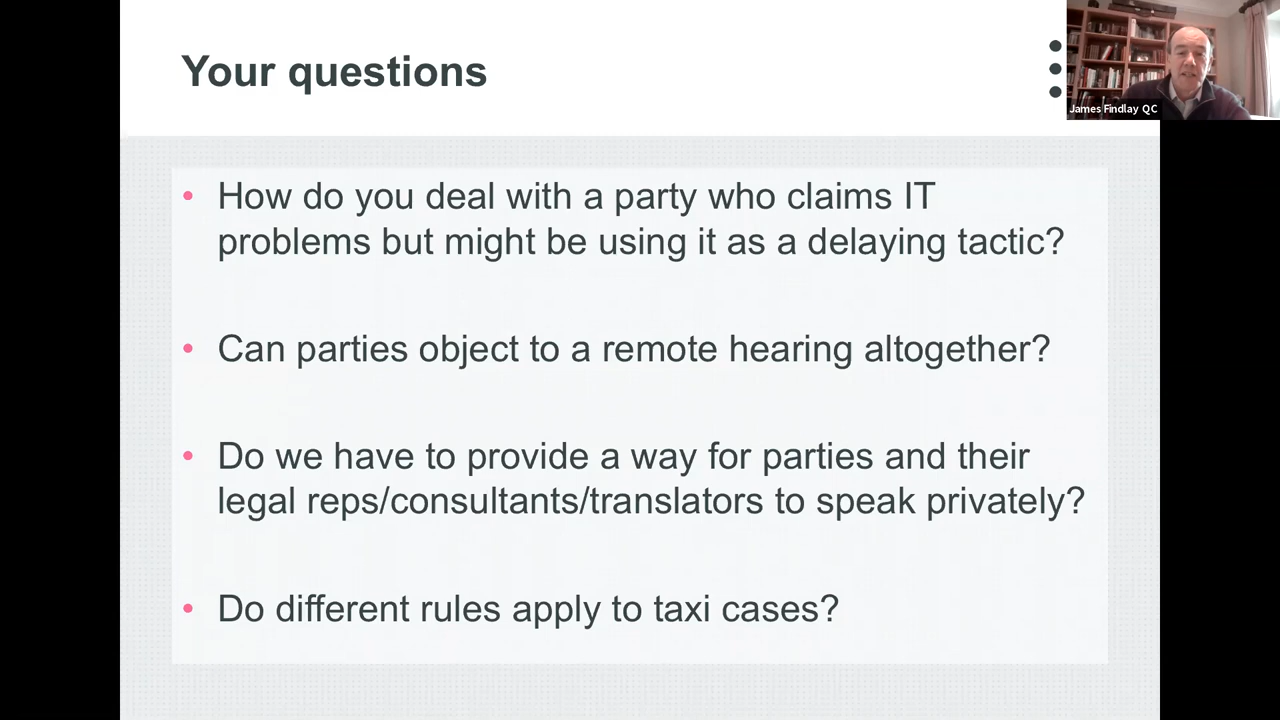 Your questions
James Findlay QC
• How do you deal with a party who claims IT
problems but might be using it as a delaying tactic?
• Can parties object to a remote hearing altogether?
• Do we have to provide a way for parties and their
legal reps/consultants/translators to speak privately?
• Do different rules apply to taxi cases?